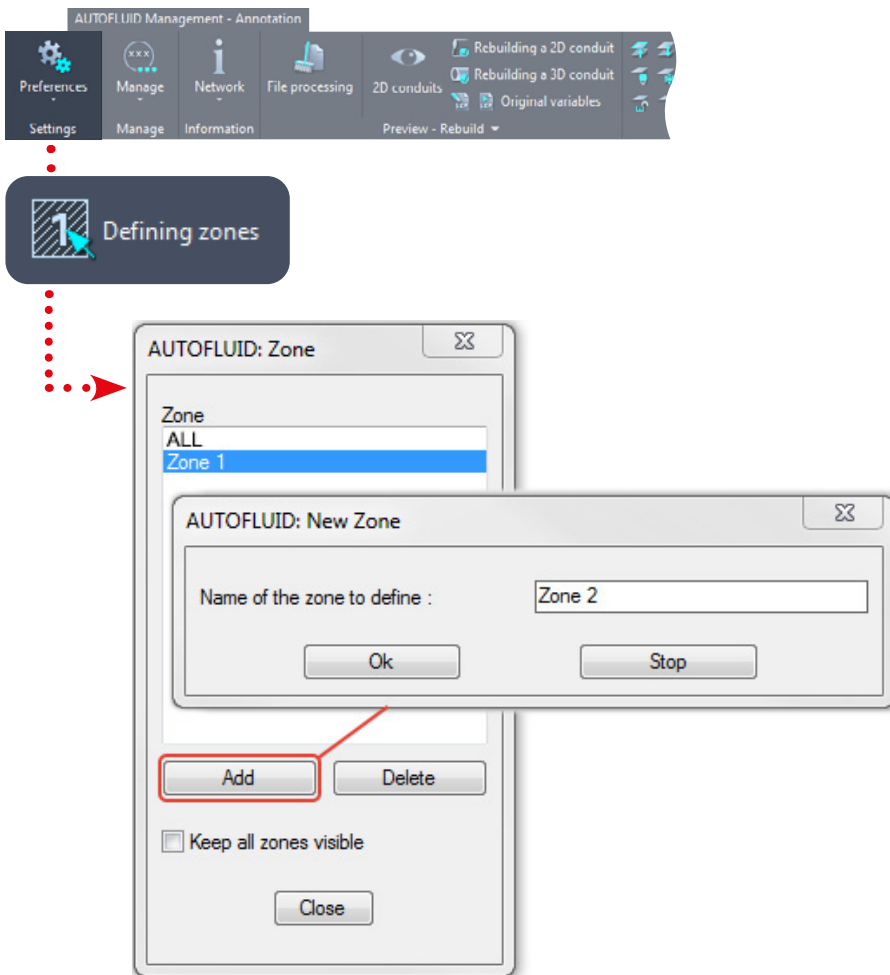 AUTOFLUID Management - Annotation
Preferences
Manage
Network
File processing
2D conduits
Rebuilding a 2D conduit
Rebuilding a 3D conduit
Original variables
Settings
Manage
Information
Preview - Rebuild
1 Defining zones
AUTOFLUID: Zone
Zone
ALL
Zone 1
AUTOFLUID: New Zone
Name of the zone to define :
Zone 2
Ok
Stop
Add
Delete
Keep all zones visible
Close